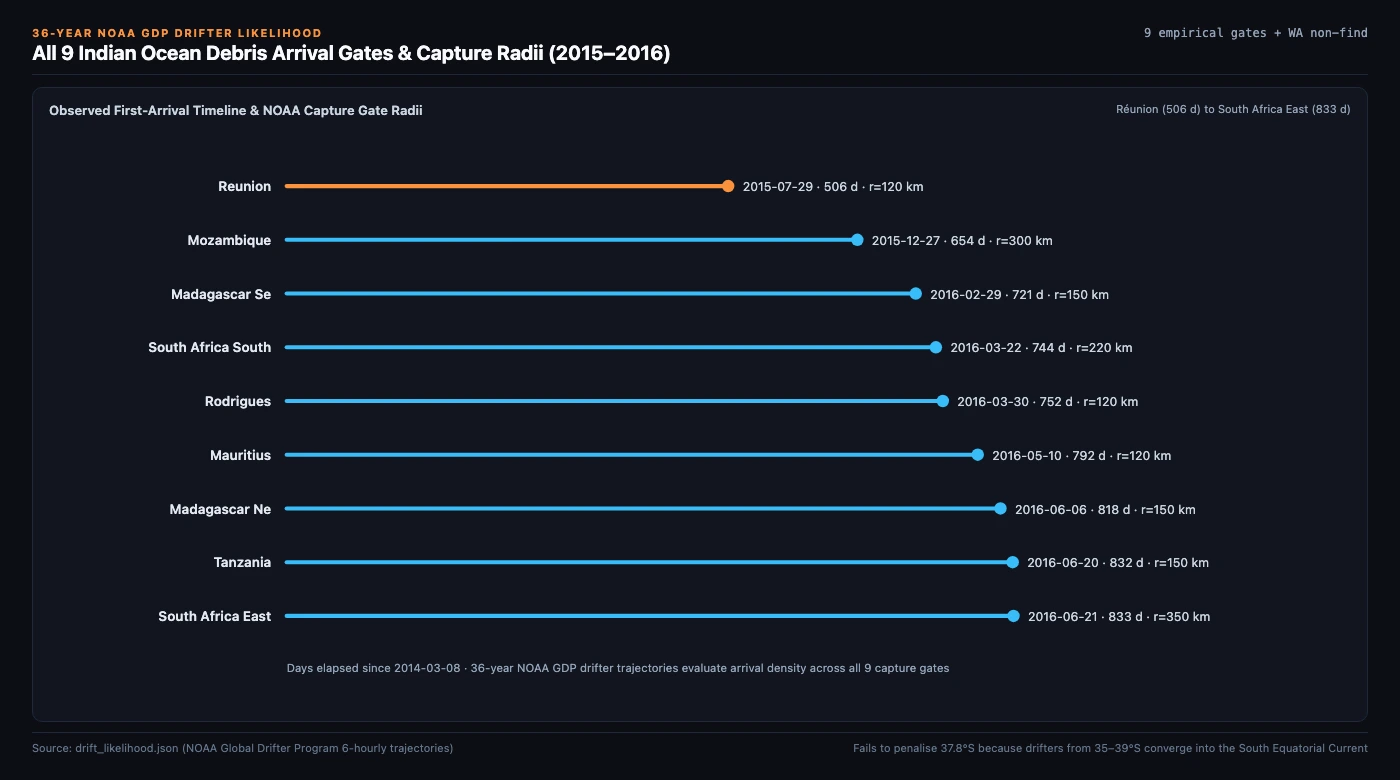 36-YEAR NOAA GDP DRIFTER LIKELIHOOD
9 empirical gates + WA non-find
All 9 Indian Ocean Debris Arrival Gates & Capture Radii (2015–2016)
Observed First-Arrival Timeline & NOAA Capture Gate Radii
Réunion (506 d) to South Africa East (833 d)
Reunion 2015-07-29 · 506 d · r=120 km
Mozambique 2015-12-27 · 654 d · r=300 km
Madagascar Se 2016-02-29 · 721 d · r=150 km
South Africa South 2016-03-22 · 744 d · r=220 km
Rodrigues 2016-03-30 · 752 d · r=120 km
Mauritius 2016-05-10 · 792 d · r=120 km
Madagascar Ne 2016-06-06 · 818 d · r=150 km
Tanzania 2016-06-20 · 832 d · r=150 km
South Africa East 2016-06-21 · 833 d · r=350 km
Days elapsed since 2014-03-08 · 36-year NOAA GDP drifter trajectories evaluate arrival density across all 9 capture gates
Source: drift_likelihood.json (NOAA Global Drifter Program 6-hourly trajectories)
Fails to penalise 37.8°S because drifters from 35–39°S converge into the South Equatorial Current